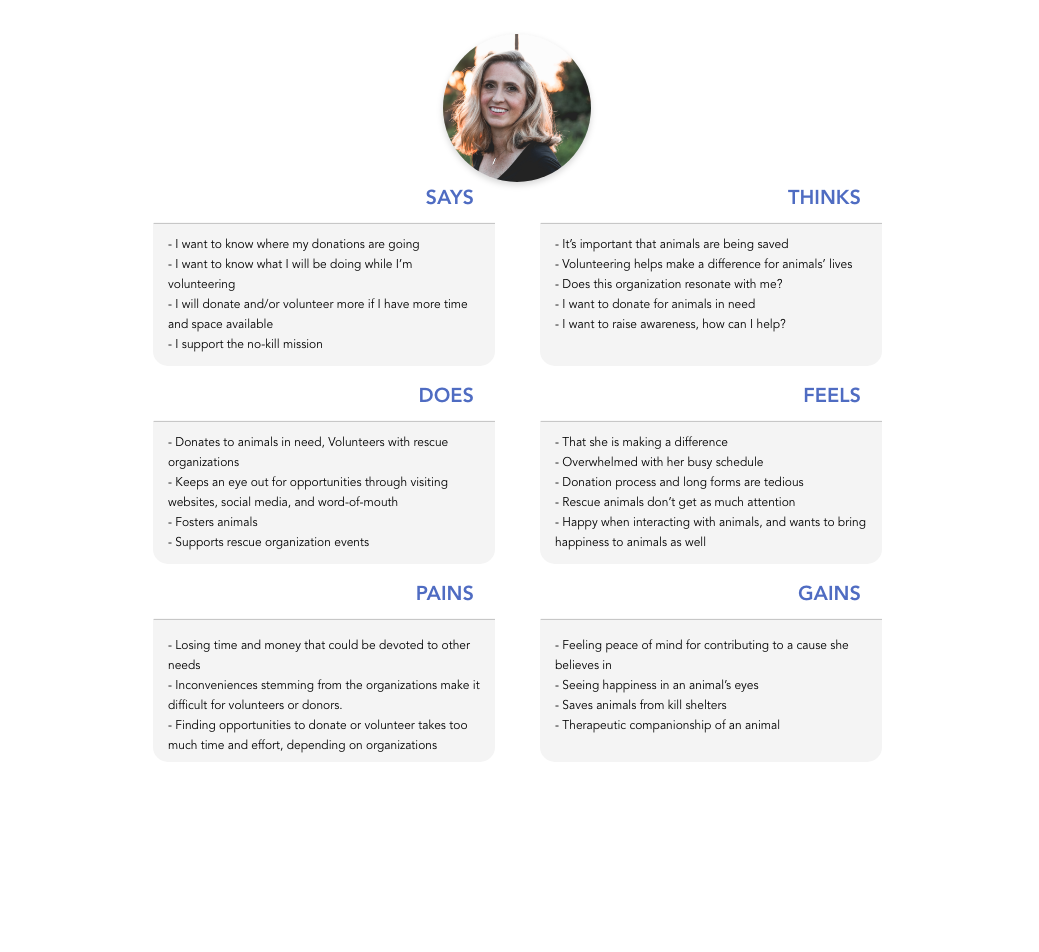 SAYS
- I want to know where my donations are going
- I want to know what I will be doing while I’m
volunteering
- I will donate and/or volunteer more if I have more time
and space available
- I support the no-kill mission
THINKS
- It’s important that animals are being saved
- Volunteering helps make a difference for animals’ lives
- Does this organization resonate with me?
- I want to donate for animals in need
- I want to raise awareness, how can I help?
DOES
- Donates to animals in need, Volunteers with rescue
organizations
- Keeps an eye out for opportunities through visiting
websites, social media, and word-of-mouth
- Fosters animals
- Supports rescue organization events
FEELS
- That she is making a difference
- Overwhelmed with her busy schedule
- Donation process and long forms are tedious
- Rescue animals don’t get as much attention
- Happy when interacting with animals, and wants to bring
happiness to animals as well
PAINS
- Losing time and money that could be devoted to other
needs
- Inconveniences stemming from the organizations make it
difficult for volunteers or donors.
- Finding opportunities to donate or volunteer takes too
much time and effort, depending on organizations
GAINS
- Feeling peace of mind for contributing to a cause she
believes in
- Seeing happiness in an animal’s eyes
- Saves animals from kill shelters
- Therapeutic companionship of an animal